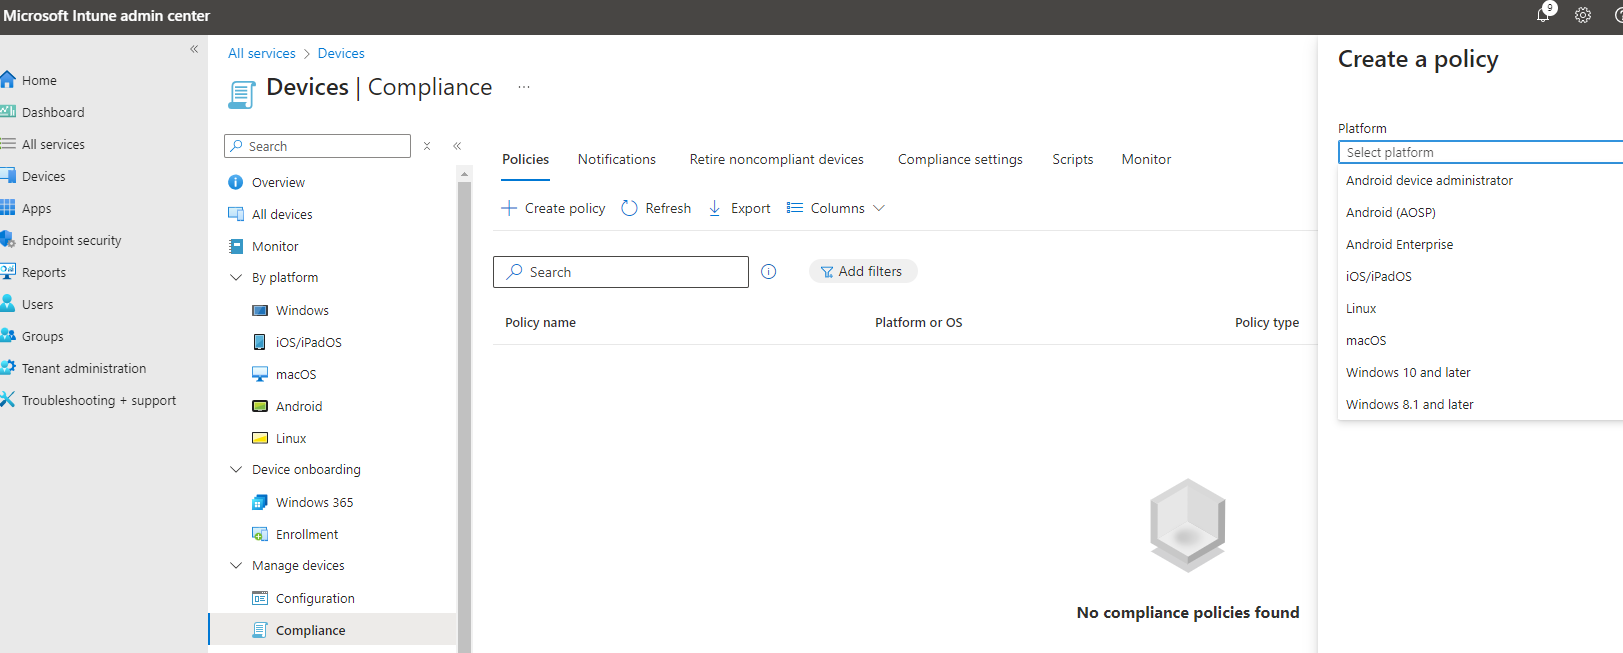 Microsoft Intune admin center
9
Home
Dashboard
All services
Devices
Apps
Endpoint security
Reports
Users
Groups
Tenant administration
Troubleshooting + support
All services > Devices
Devices | Compliance ...
Search
Overview
All devices
Monitor
By platform
Windows
iOS/iPadOS
macOS
Android
Linux
Device onboarding
Windows 365
Enrollment
Manage devices
Configuration
Compliance
Policies Notifications Retire noncompliant devices Compliance settings Scripts Monitor
Create policy Refresh Export Columns
Search Add filters
Policy name Platform or OS Policy type
No compliance policies found
Create a policy
Platform
Select platform
Android device administrator
Android (AOSP)
Android Enterprise
iOS/iPadOS
Linux
macOS
Windows 10 and later
Windows 8.1 and later